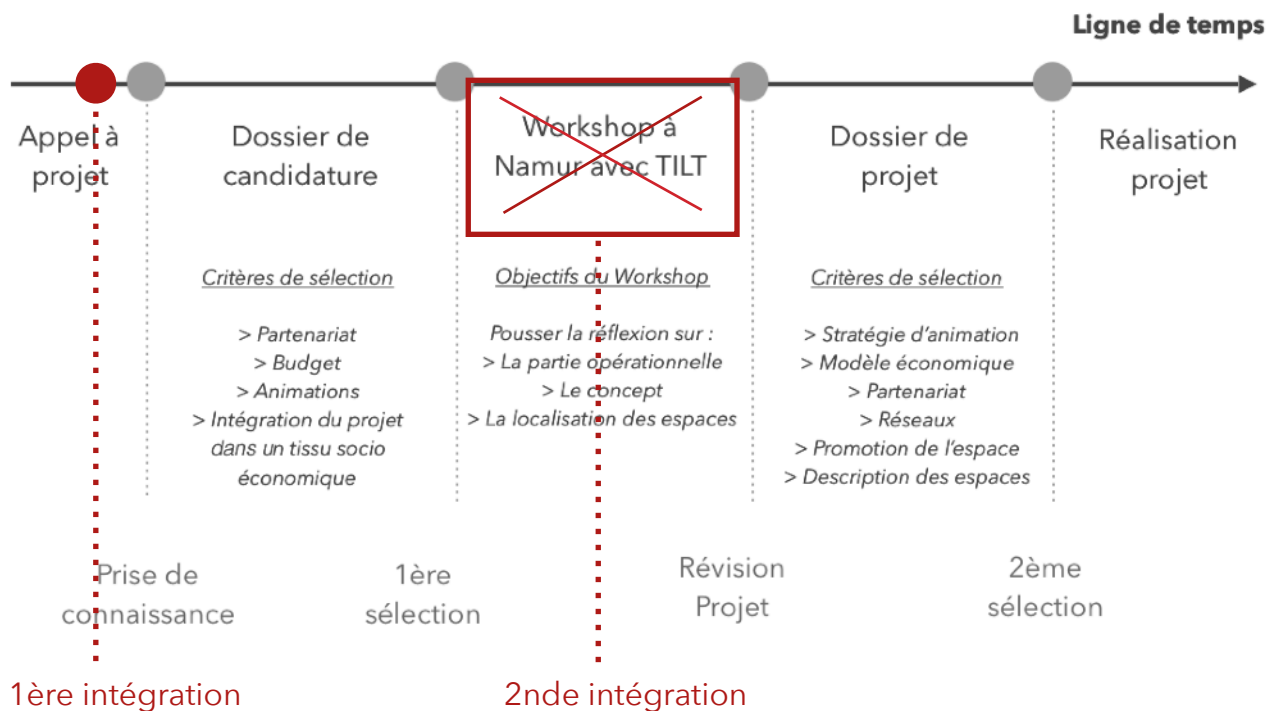 Ligne de temps
Appel à
projet
Dossier de
candidature
Workshop à
Namur avec TILT
Dossier de
projet
Réalisation
projet
Critères de sélection
> Partenariat
> Budget
> Animations
> Intégration du projet
dans un tissu socio
économique
Objectifs du Workshop
Pousser la réflexion sur :
> La partie opérationnelle
> Le concept
> La localisation des espaces
Critères de sélection
> Stratégie d'animation
> Modèle économique
> Partenariat
> Réseaux
> Promotion de l'espace
> Description des espaces
Prise de
connaissance
1ère
sélection
Révision
Projet
2ème
sélection
1ère intégration
2nde intégration